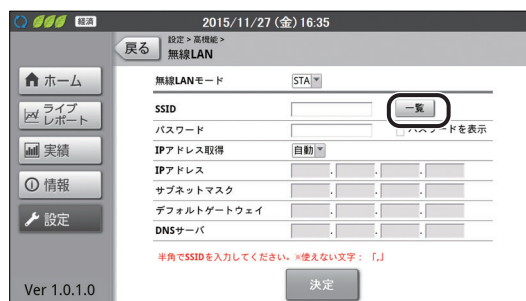 経済 2015/11/27 (金) 16:35
戻る 設定 > 高機能 >
無線LAN
ホーム
ライブ
レポート
実績
情報
設定
Ver 1.0.1.0
無線LANモード STA
SSID 一覧
パスワード パスワードを表示
IPアドレス取得 自動
IPアドレス . . .
サブネットマスク . . .
デフォルトゲートウェイ . . .
DNSサーバ . . .
半角でSSIDを入力してください。※使えない文字： 「,」
決定